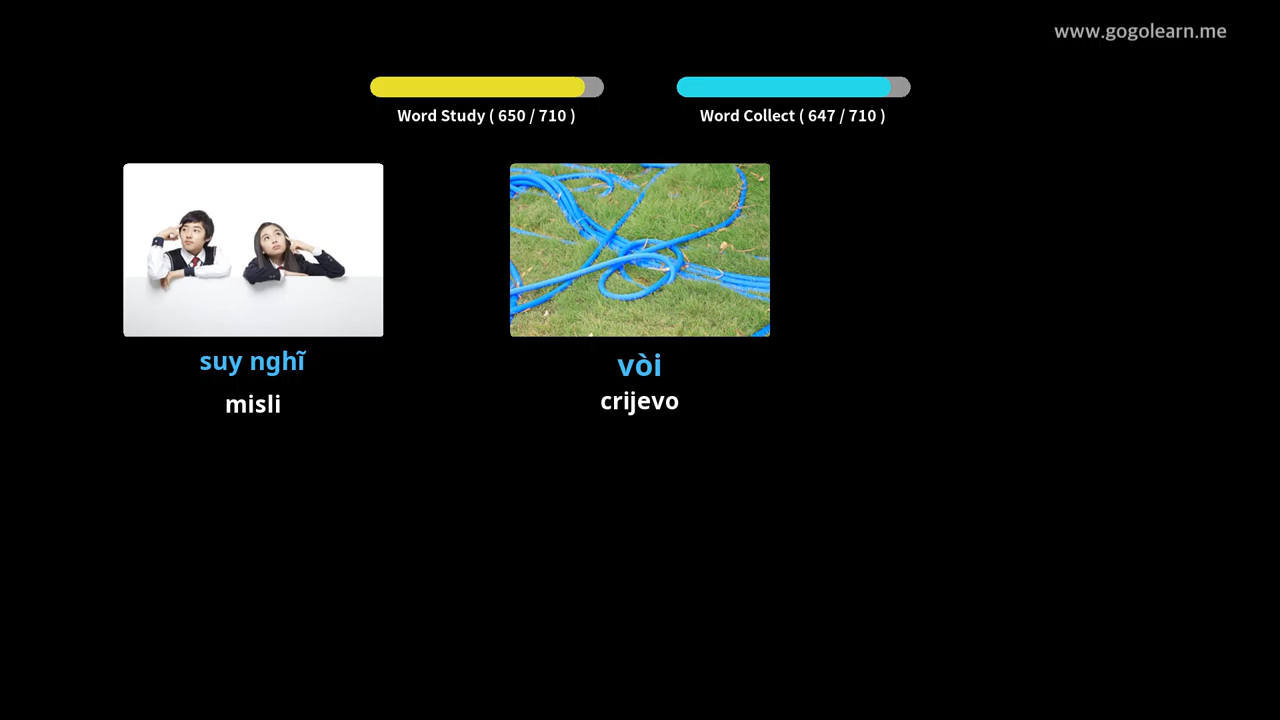 www.gogolearn.me
Word Study ( 650 / 710 )
Word Collect ( 647 / 710 )
suy nghĩ
misli
vòi
crijevo